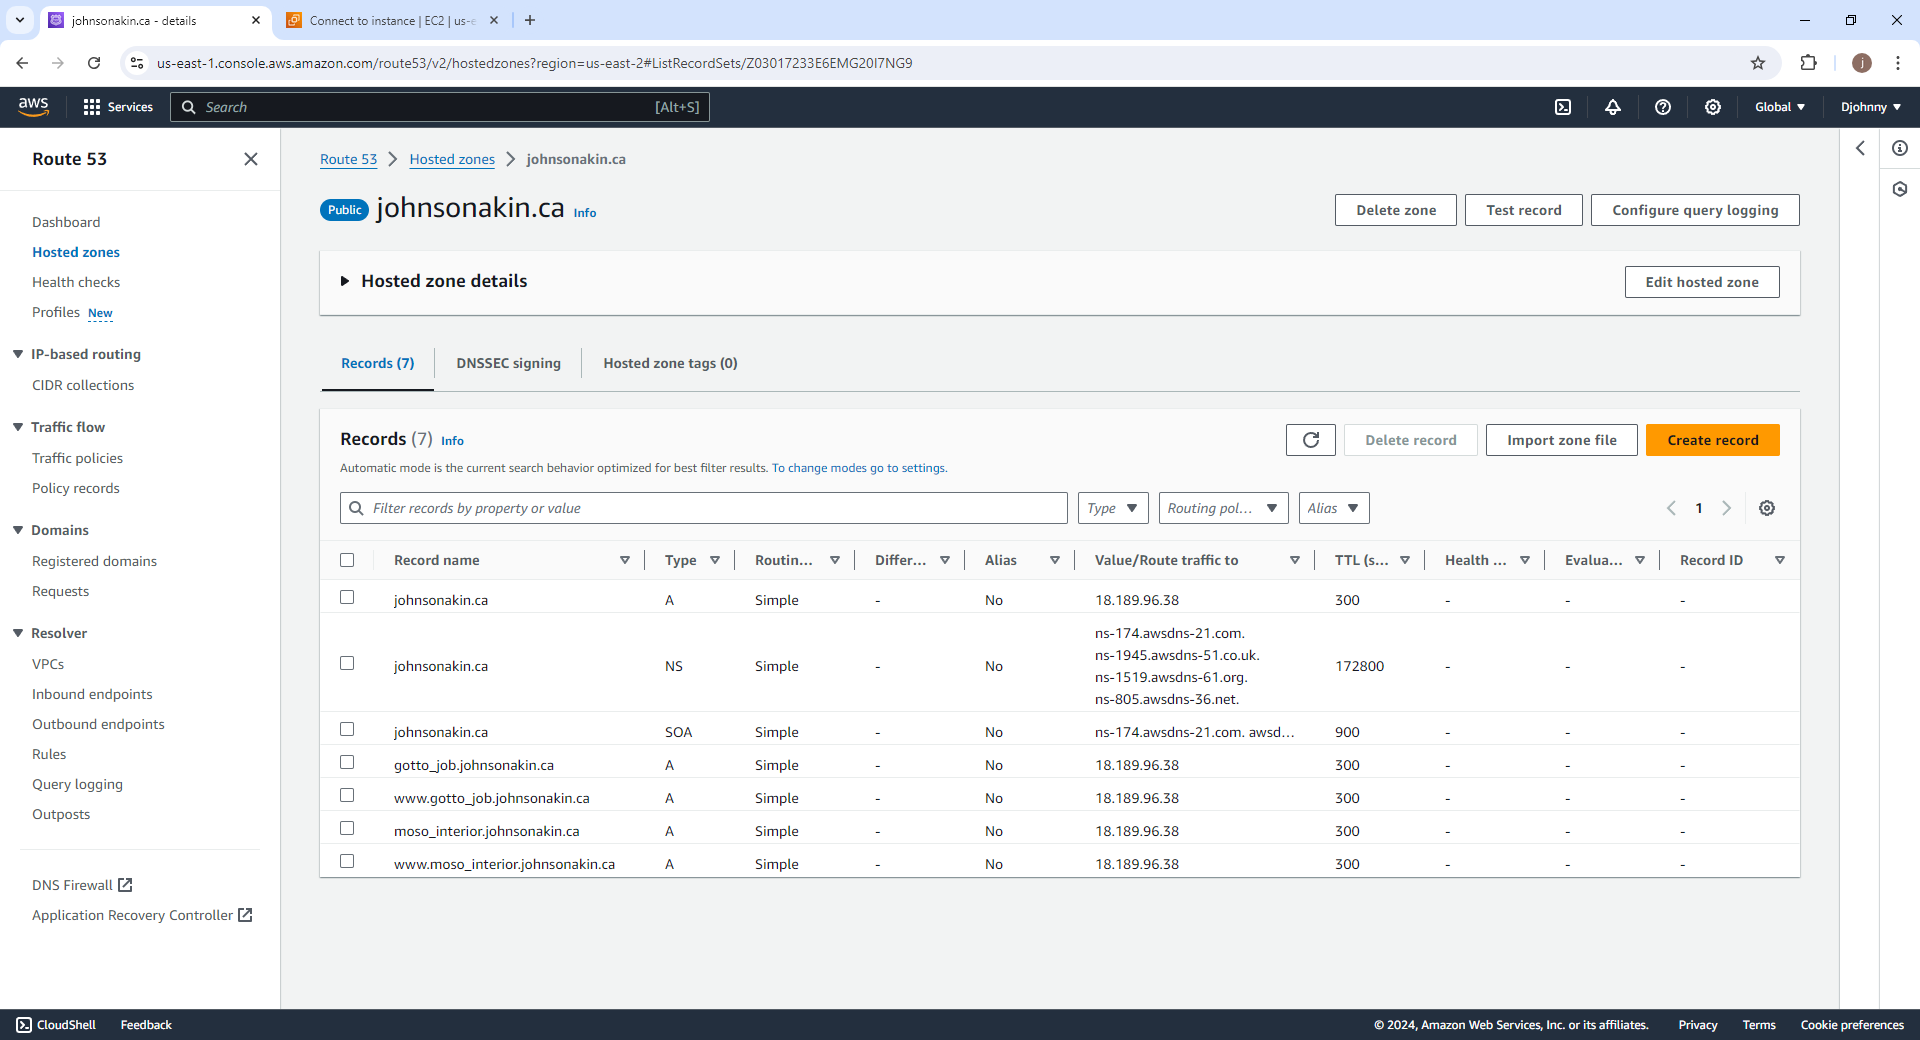 johnsonakin.ca - details
Connect to instance | EC2 | us-e
us-east-1.console.aws.amazon.com/route53/v2/hostedzones?region=us-east-2#ListRecordSets/Z03017233E6EMG20I7NG9
j
aws
Services
Search
[Alt+S]
Global
Djohnny
Route 53
Dashboard
Hosted zones
Health checks
Profiles New
IP-based routing
CIDR collections
Traffic flow
Traffic policies
Policy records
Domains
Registered domains
Requests
Resolver
VPCs
Inbound endpoints
Outbound endpoints
Rules
Query logging
Outposts
DNS Firewall
Application Recovery Controller
Route 53 > Hosted zones > johnsonakin.ca
Public johnsonakin.ca Info
Delete zone
Test record
Configure query logging
Hosted zone details
Edit hosted zone
Records (7)
DNSSEC signing
Hosted zone tags (0)
Records (7) Info
Delete record
Import zone file
Create record
Automatic mode is the current search behavior optimized for best filter results. To change modes go to settings.
Filter records by property or value
Type
Routing pol...
Alias
1
Record name Type Routin... Differ... Alias Value/Route traffic to TTL (s... Health ... Evalua... Record ID
johnsonakin.ca A Simple - No 18.189.96.38 300 - - -
johnsonakin.ca NS Simple - No ns-174.awsdns-21.com. 172800 - - -
ns-1945.awsdns-51.co.uk.
ns-1519.awsdns-61.org.
ns-805.awsdns-36.net.
johnsonakin.ca SOA Simple - No ns-174.awsdns-21.com. awsd... 900 - - -
gotto_job.johnsonakin.ca A Simple - No 18.189.96.38 300 - - -
www.gotto_job.johnsonakin.ca A Simple - No 18.189.96.38 300 - - -
moso_interior.johnsonakin.ca A Simple - No 18.189.96.38 300 - - -
www.moso_interior.johnsonakin.ca A Simple - No 18.189.96.38 300 - - -
CloudShell
Feedback
© 2024, Amazon Web Services, Inc. or its affiliates.
Privacy
Terms
Cookie preferences